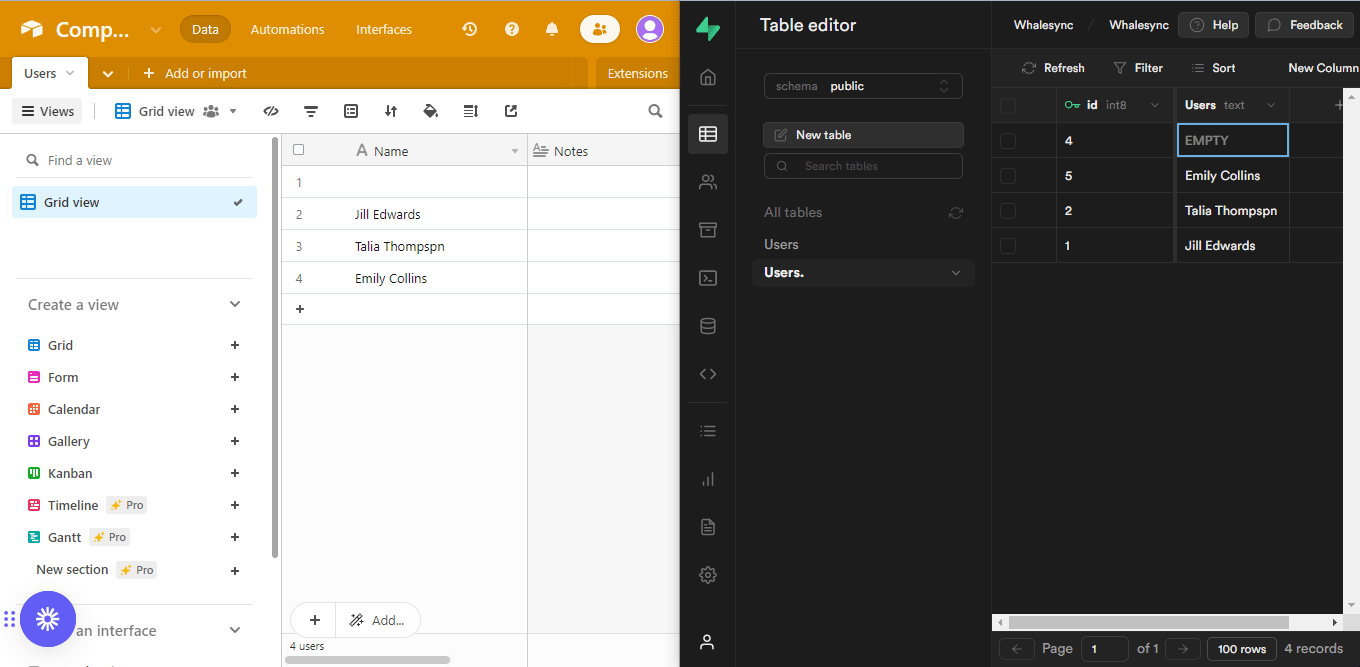 Comp...
Data
Automations
Interfaces
Users
Add or import
Extensions
Views
Grid view
Find a view
Grid view
Create a view
Grid
Form
Calendar
Gallery
Kanban
Timeline Pro
Gantt Pro
New section Pro
an interface
A Name
Notes
1
2 Jill Edwards
3 Talia Thompspn
4 Emily Collins
Add...
4 users
Table editor
schema public
New table
Search tables
All tables
Users
Users.
Whalesync / Whalesync
Help
Feedback
Refresh
Filter
Sort
New Column
id int8
Users text
4 EMPTY
5 Emily Collins
2 Talia Thompspn
1 Jill Edwards
Page 1 of 1
100 rows
4 records